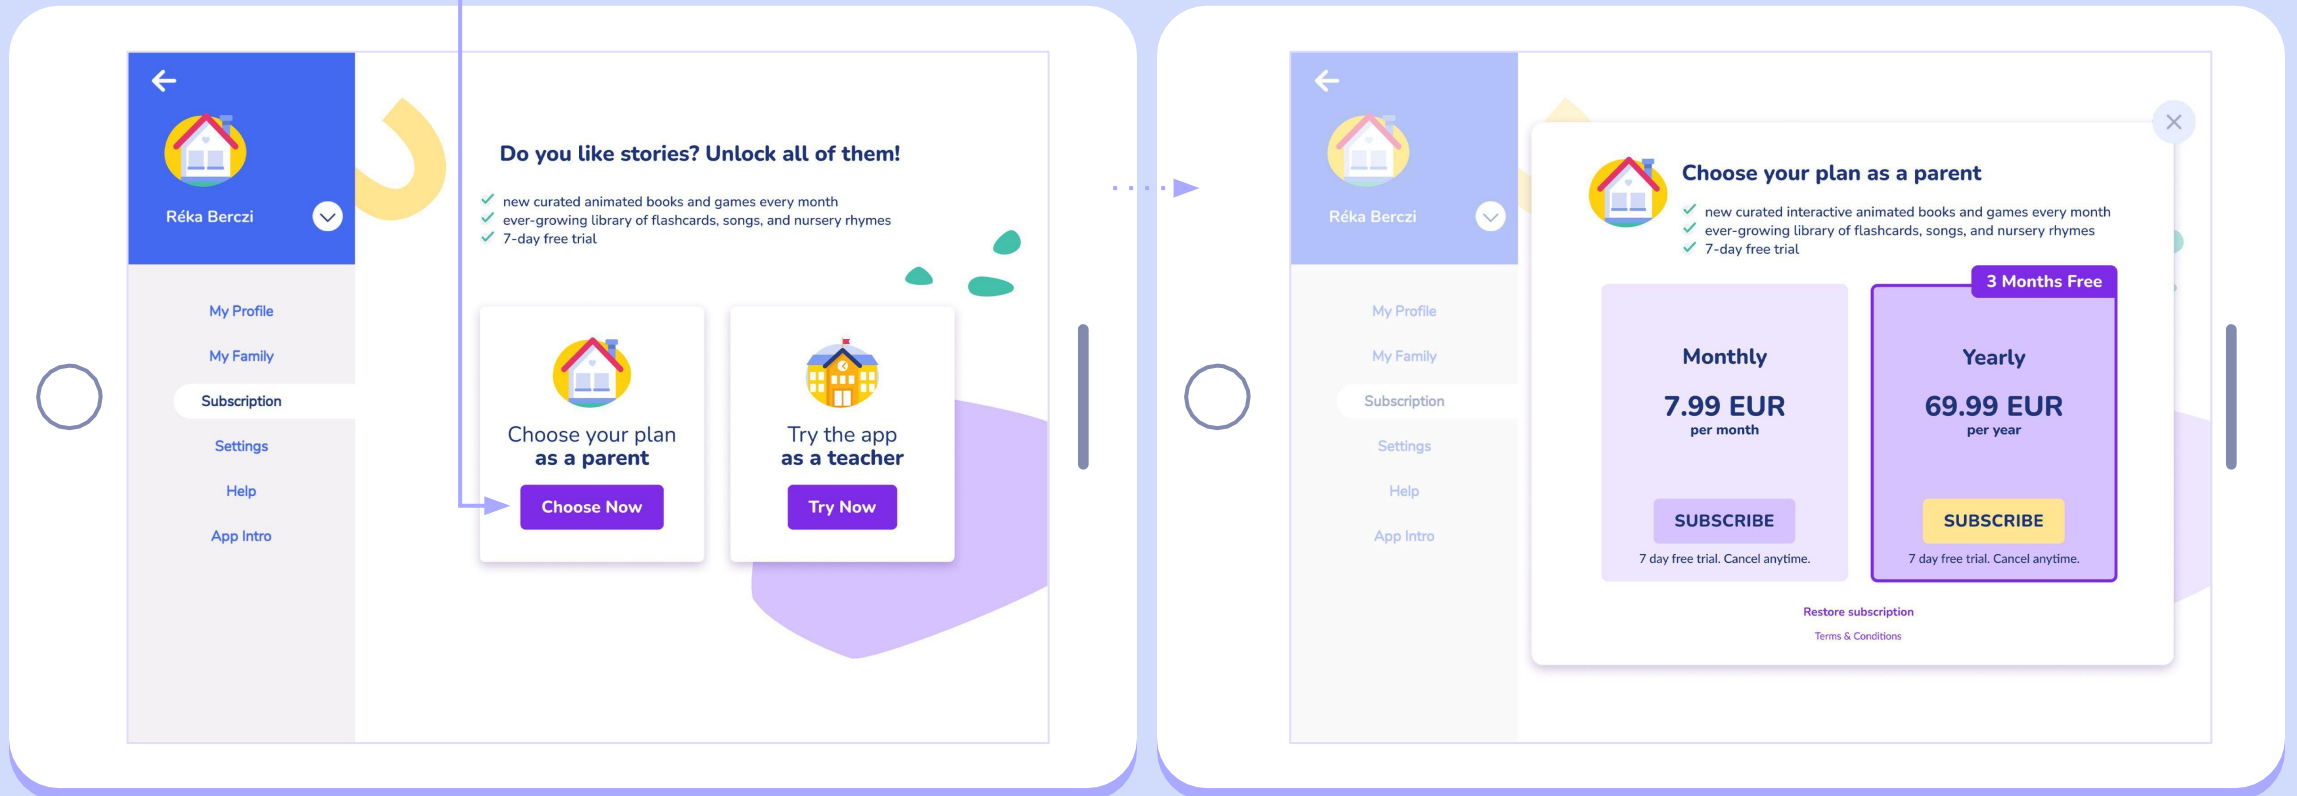 Réka Berczi
My Profile
My Family
Subscription
Settings
Help
App Intro
Do you like stories? Unlock all of them!
new curated animated books and games every month
ever-growing library of flashcards, songs, and nursery rhymes
7-day free trial
Choose your plan
as a parent
Choose Now
Try the app
as a teacher
Try Now
Réka Berczi
My Profile
My Family
Subscription
Settings
Help
App Intro
Choose your plan as a parent
new curated interactive animated books and games every month
ever-growing library of flashcards, songs, and nursery rhymes
7-day free trial
Monthly
7.99 EUR
per month
SUBSCRIBE
7 day free trial. Cancel anytime.
3 Months Free
Yearly
69.99 EUR
per year
SUBSCRIBE
7 day free trial. Cancel anytime.
Restore subscription
Terms & Conditions